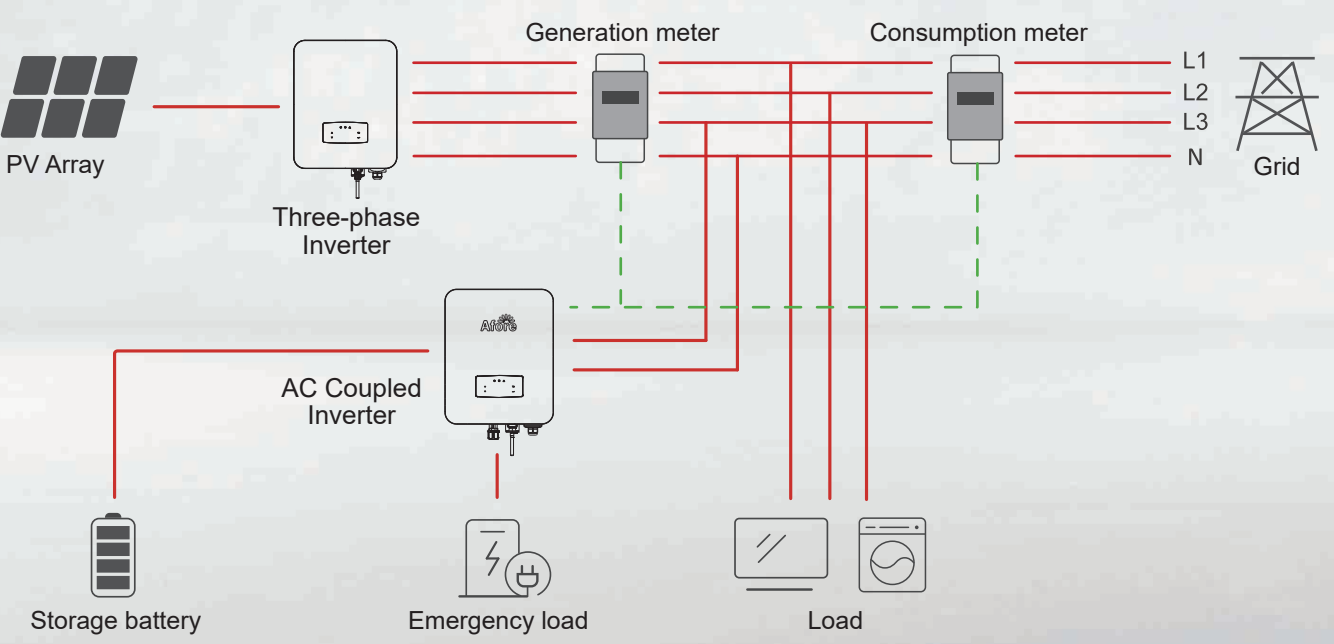 Generation meter
Consumption meter
L1
L2
L3
N
PV Array
Grid
Three-phase
Inverter
Afore
AC Coupled
Inverter
Storage battery
Emergency load
Load